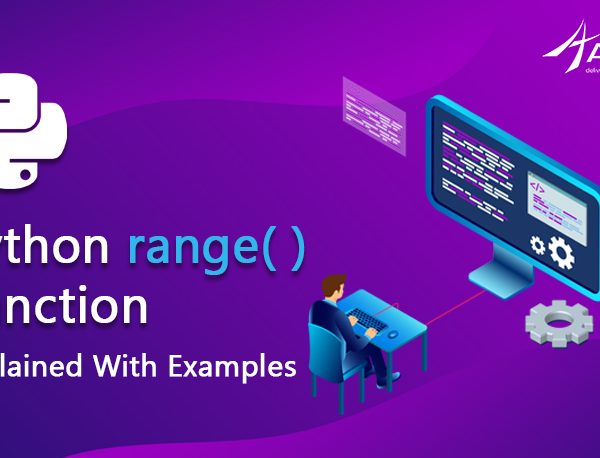 ython range( )
nction
lained With Examples
</>